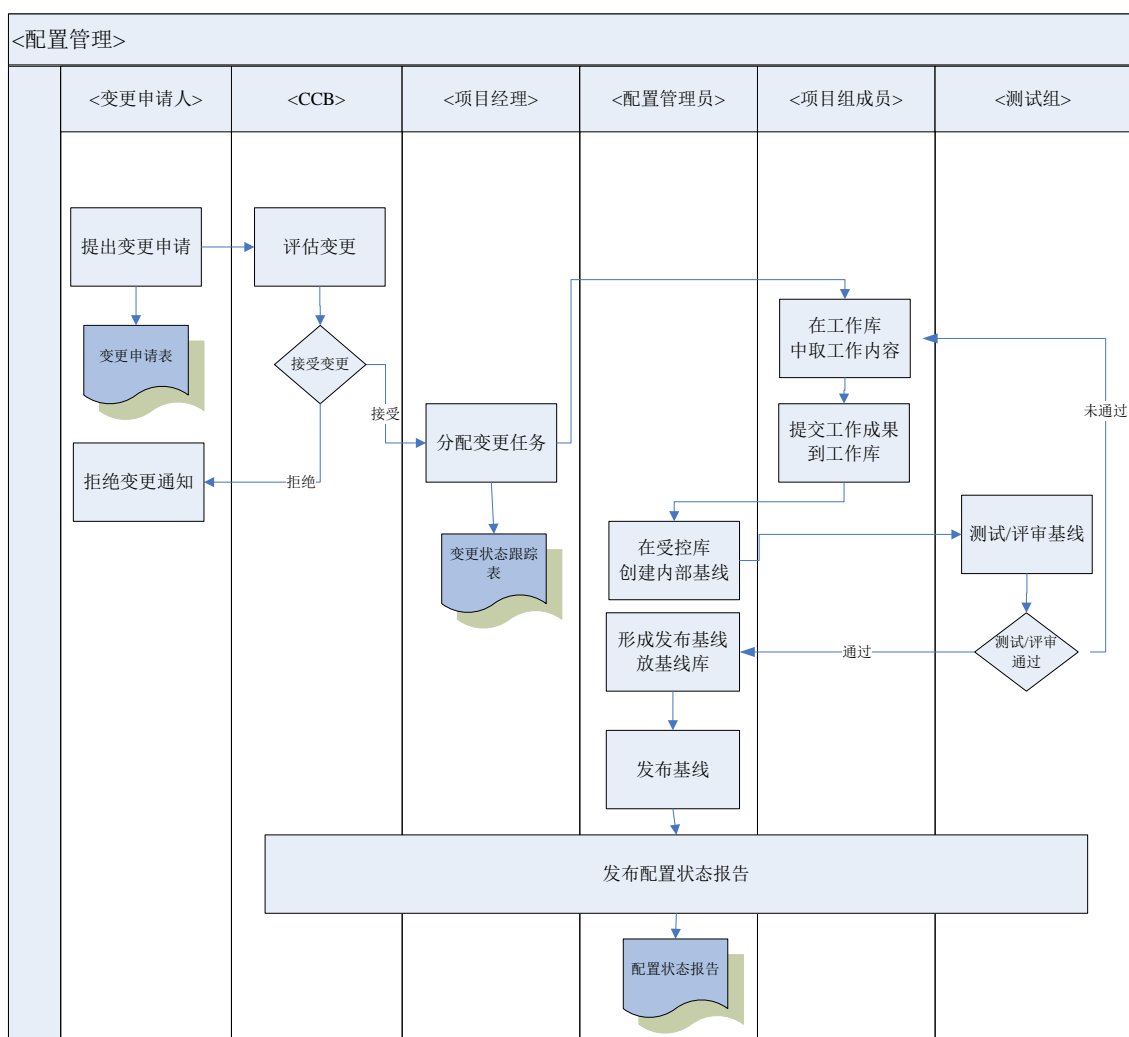 <配置管理>
<变更申请人>
<CCB>
<项目经理>
<配置管理员>
<项目组成员>
<测试组>
提出变更申请
评估变更
在工作库
中取工作内容
变更申请表
接受变更
接受
未通过
分配变更任务
提交工作成果
到工作库
拒绝变更通知
拒绝
变更状态跟踪
表
在受控库
创建内部基线
测试/评审基线
形成发布基线
放基线库
通过
测试/评审
通过
发布基线
发布配置状态报告
配置状态报告